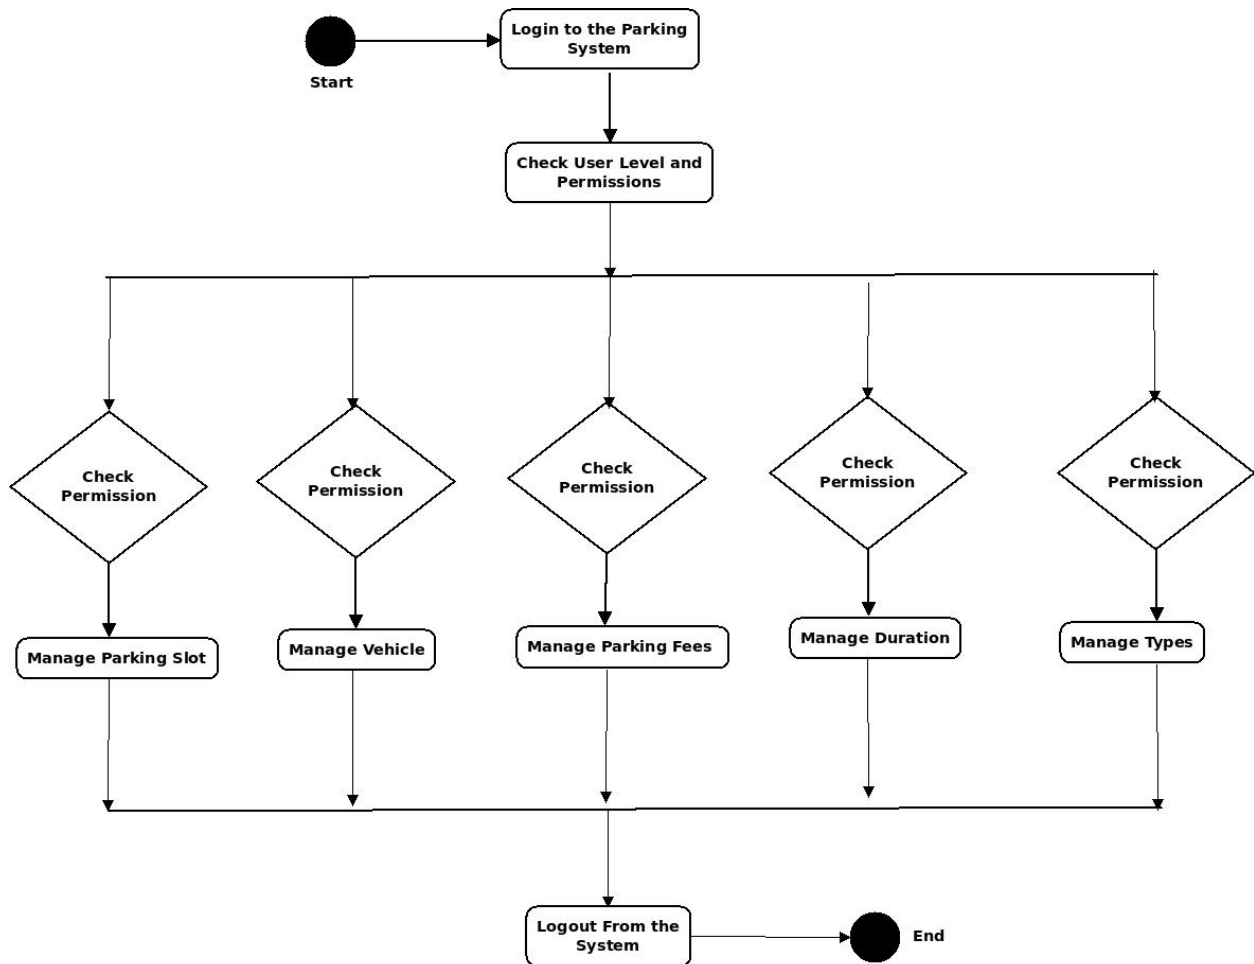 Login to the Parking
System
Start
Check User Level and
Permissions
Check
Permission
Check
Permission
Check
Permission
Check
Permission
Check
Permission
Manage Parking Slot
Manage Vehicle
Manage Parking Fees
Manage Duration
Manage Types
Logout From the
System
End